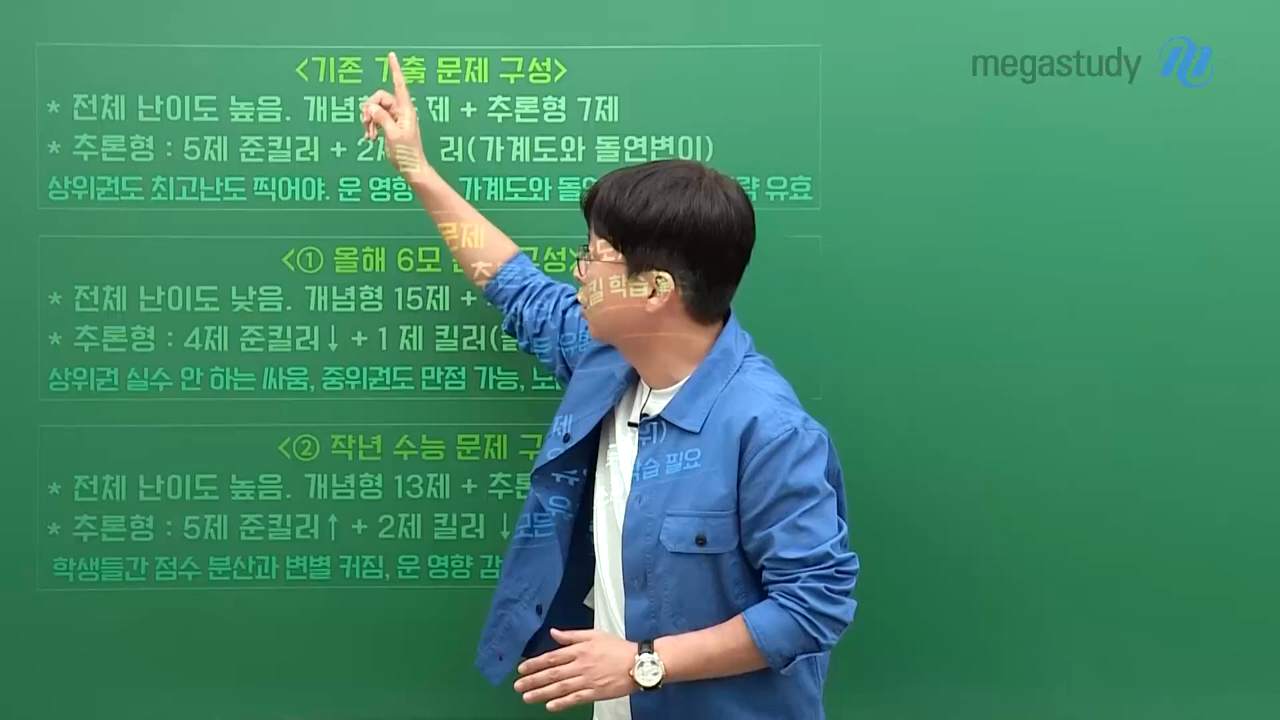 megastudy
<기존 기출 문제 구성>
* 전체 난이도 높음. 개념형 제 + 추론형 7제
* 추론형 : 5제 준킬러 + 2제 러(가계도와 돌연변이)
상위권도 최고난도 찍어야. 운 영향 가계도와 유효
<① 올해 6모 문제 구성>
* 전체 난이도 낮음. 개념형 15제 +
* 추론형 : 4제 준킬러↓ + 1 제 킬러(
상위권 실수 안 하는 싸움, 중위권도 만점 가능,
<② 작년 수능 문제 구
* 전체 난이도 높음. 개념형 13제 + 추론
* 추론형 : 5제 준킬러↑ + 2제 킬러 ↓
학생들간 점수 분산과 변별 커짐, 운 영향 감
학습 필요